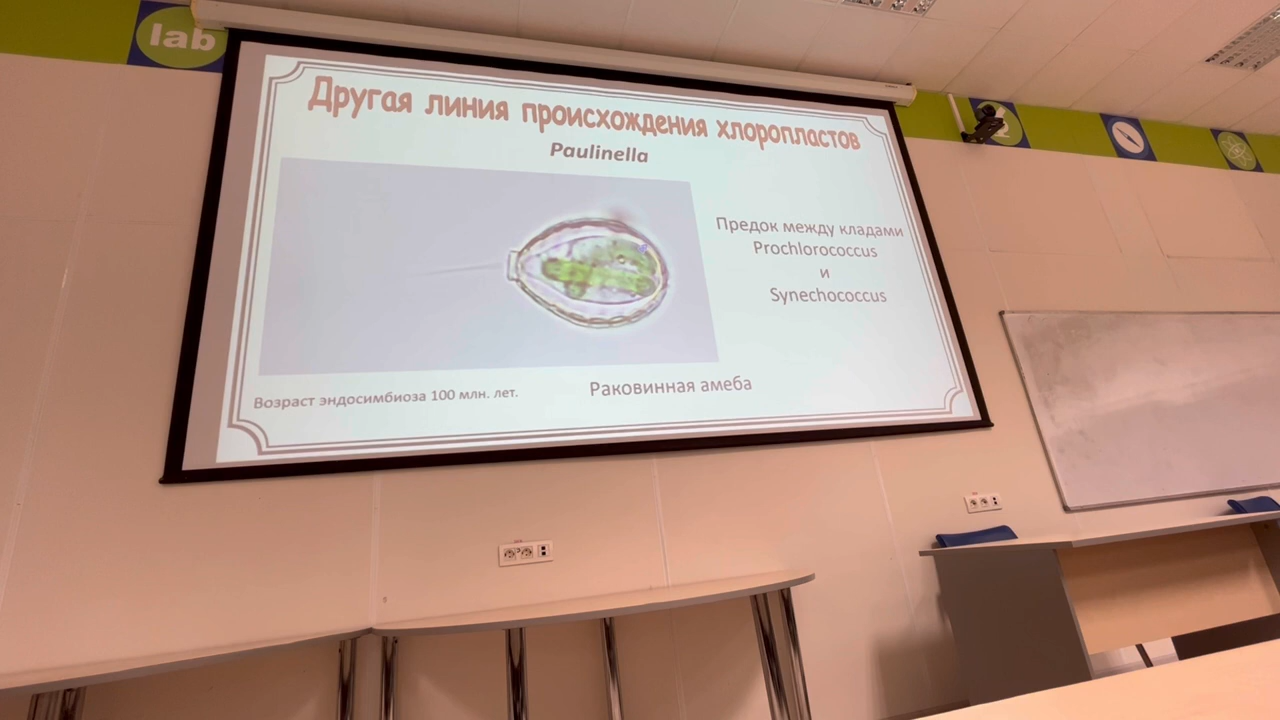 lab
Другая линия происхождения хлоропластов
Paulinella
Предок между кладами
Prochlorococcus
и
Synechococcus
Раковинная амеба
Возраст эндосимбиоза 100 млн. лет.